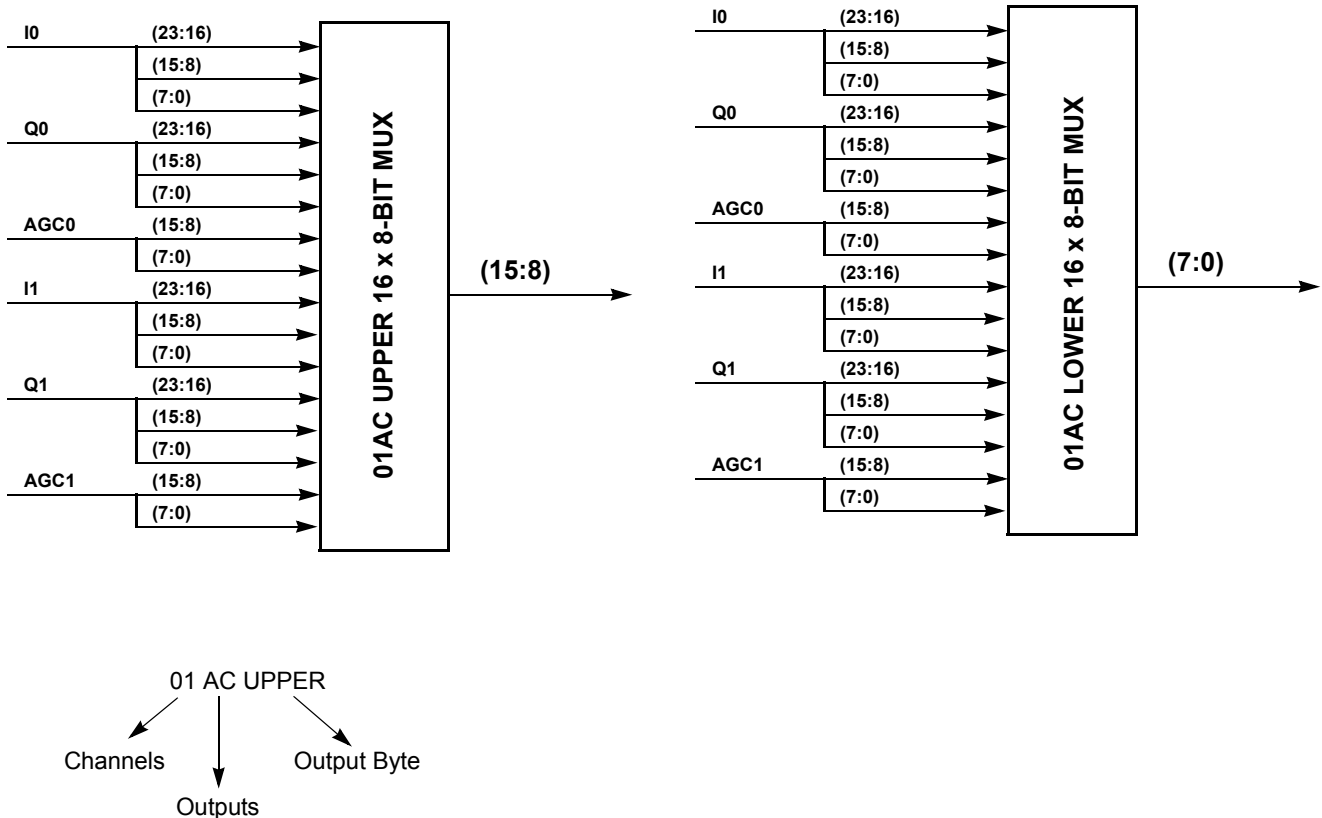 I0 (23:16)
(15:8)
(7:0)
Q0 (23:16)
(15:8)
(7:0)
AGC0 (15:8)
(7:0)
I1 (23:16)
(15:8)
(7:0)
Q1 (23:16)
(15:8)
(7:0)
AGC1 (15:8)
(7:0)
01AC UPPER 16 x 8-BIT MUX
(15:8)
I0 (23:16)
(15:8)
(7:0)
Q0 (23:16)
(15:8)
(7:0)
AGC0 (15:8)
(7:0)
I1 (23:16)
(15:8)
(7:0)
Q1 (23:16)
(15:8)
(7:0)
AGC1 (15:8)
(7:0)
01AC LOWER 16 x 8-BIT MUX
(7:0)
01 AC UPPER
Channels Output Byte
Outputs